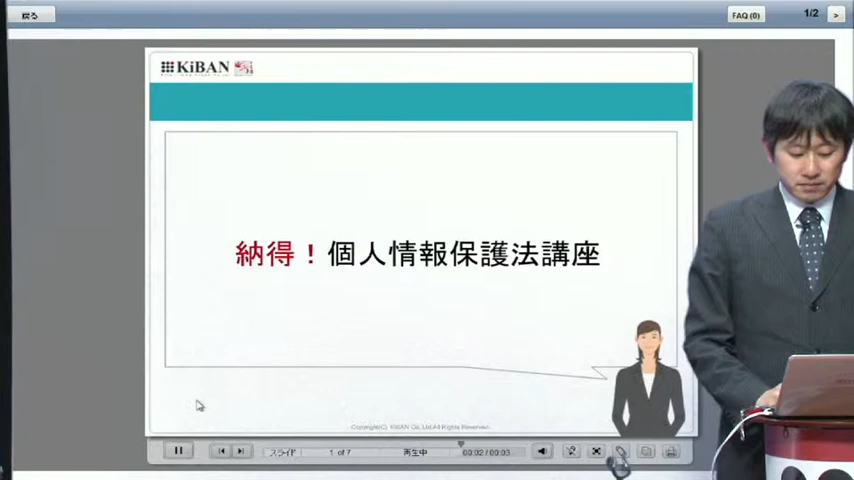 戻る
FAQ (0)
1/2
>
KiBAN
納得！個人情報保護法講座
Copyright(C) KiBAN Co.,Ltd All Rights Reserved.
スライド
1 of 7
再生中
00:02 / 00:03